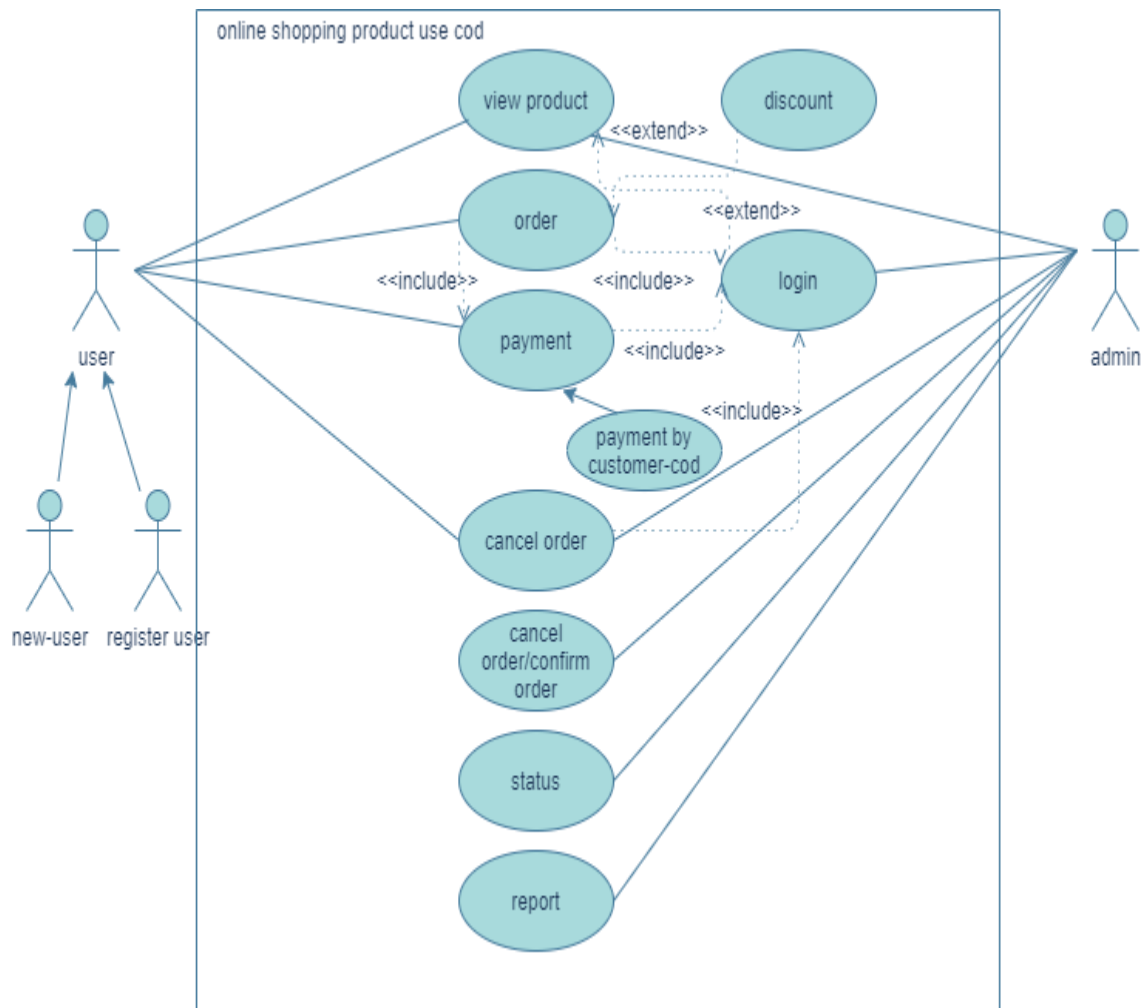 online shopping product use cod
view product
discount
<<extend>>
order
<<extend>>
<<include>>
<<include>>
login
payment
<<include>>
user
admin
<<include>>
payment by
customer-cod
cancel order
new-user
register user
cancel
order/confirm
order
status
report